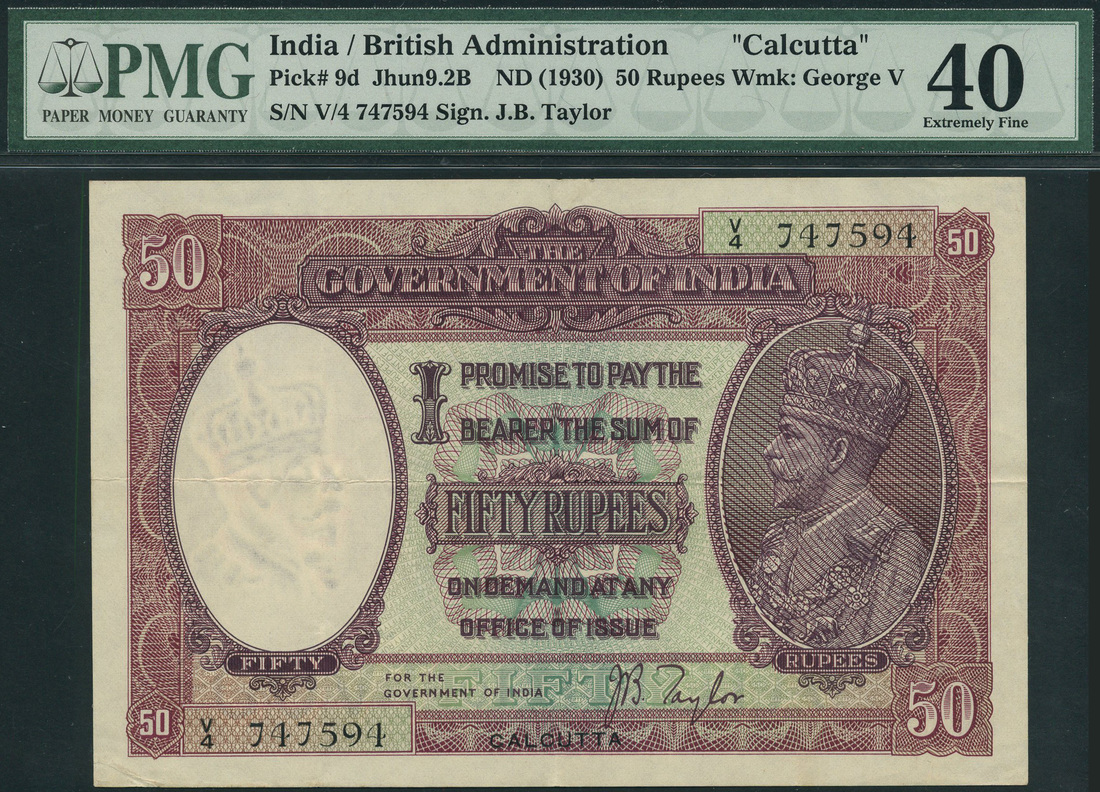 PMG
PAPER MONEY GUARANTY
India / British Administration "Calcutta"
Pick# 9d Jhun9.2B ND (1930) 50 Rupees Wmk: George V
S/N V/4 747594 Sign. J.B. Taylor
40
Extremely Fine
50
V/4 747594
50
THE
GOVERNMENT OF INDIA
I PROMISE TO PAY THE
BEARER THE SUM OF
FIFTY RUPEES
ON DEMAND AT ANY
OFFICE OF ISSUE
FIFTY
RUPEES
FOR THE
GOVERNMENT OF INDIA
FIFTY
J.B. Taylor
50
V/4 747594
CALCUTTA
50